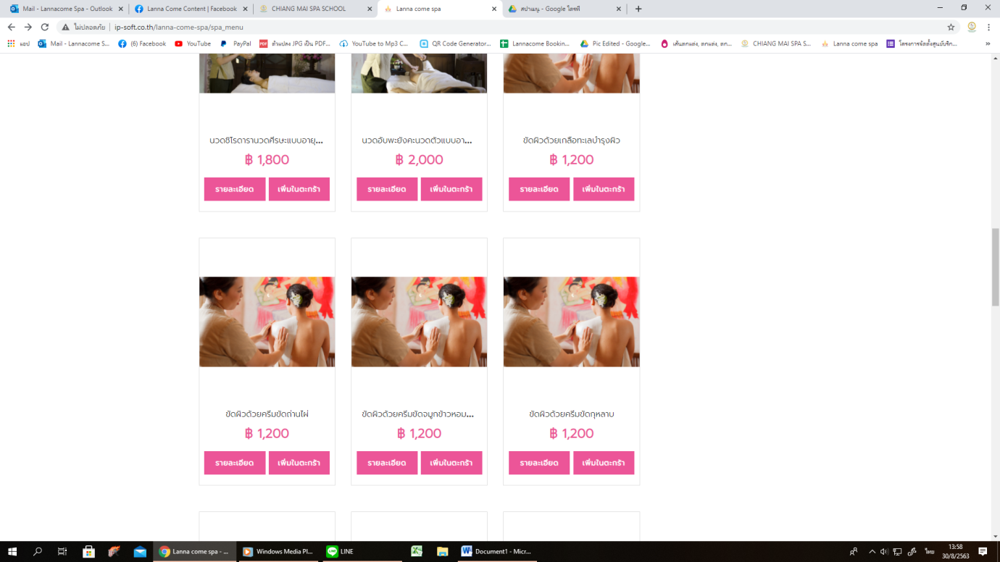 Mail - Lannacome Spa - Outlook
Lanna Come Content | Facebook
CHIANG MAI SPA SCHOOL
Lanna come spa
สปาเมนู - Google ไดรฟ์
ไม่ปลอดภัย | ip-soft.co.th/lanna-come-spa/spa_menu
แอป
Mail - Lannacome S...
(6) Facebook
YouTube
PayPal
ตัวแปลง JPG เป็น PDF...
YouTube to Mp3 C...
QR Code Generator...
Lannacome Bookin...
Pic Edited - Google...
CHIANG MAI SPA S...
Lanna come spa
นวดชิโรดารานวดศีรษะแบบอายุ...
นวดอับพะยังคะนวดตัวแบบอา...
ขัดผิวด้วยเกลือทะเลบำรุงผิว
฿ 1,800
฿ 2,000
฿ 1,200
รายละเอียด
เพิ่มในตะกร้า
รายละเอียด
เพิ่มในตะกร้า
รายละเอียด
เพิ่มในตะกร้า
ขัดผิวด้วยครีมขัดถ่านไผ่
ขัดผิวด้วยครีมขัดจมูกข้าวหอม...
ขัดผิวด้วยครีมขัดกุหลาบ
฿ 1,200
฿ 1,200
฿ 1,200
รายละเอียด
เพิ่มในตะกร้า
รายละเอียด
เพิ่มในตะกร้า
รายละเอียด
เพิ่มในตะกร้า
Lanna come spa - ...
Windows Media Pl...
LINE
Document1 - Micr...
ไทย
13:58
30/8/2563